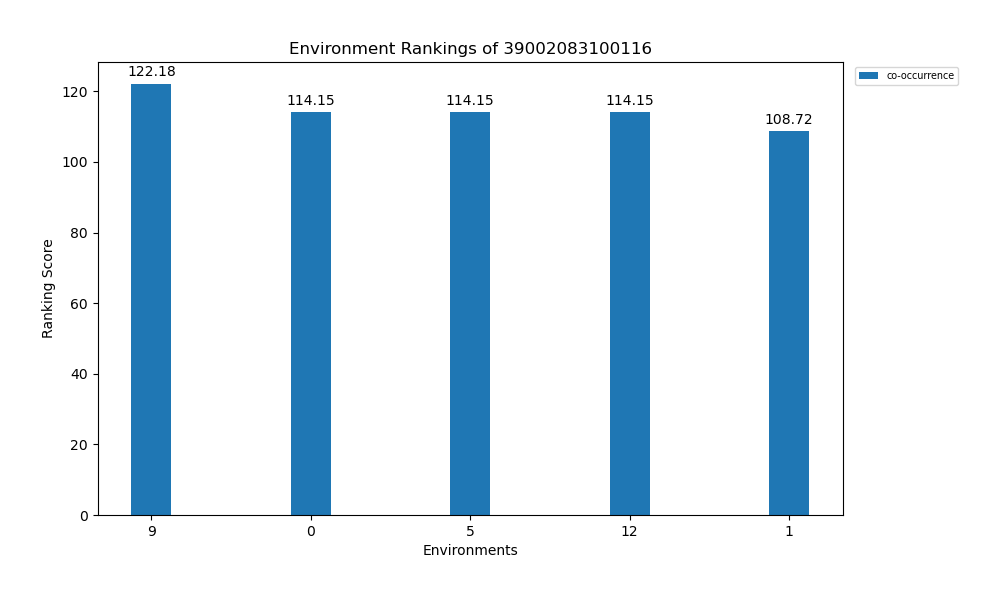 Environment Rankings of 39002083100116
co-occurrence
122.18
114.15
114.15
114.15
108.72
120
100
80
60
40
20
0
Ranking Score
9 0 5 12 1
Environments